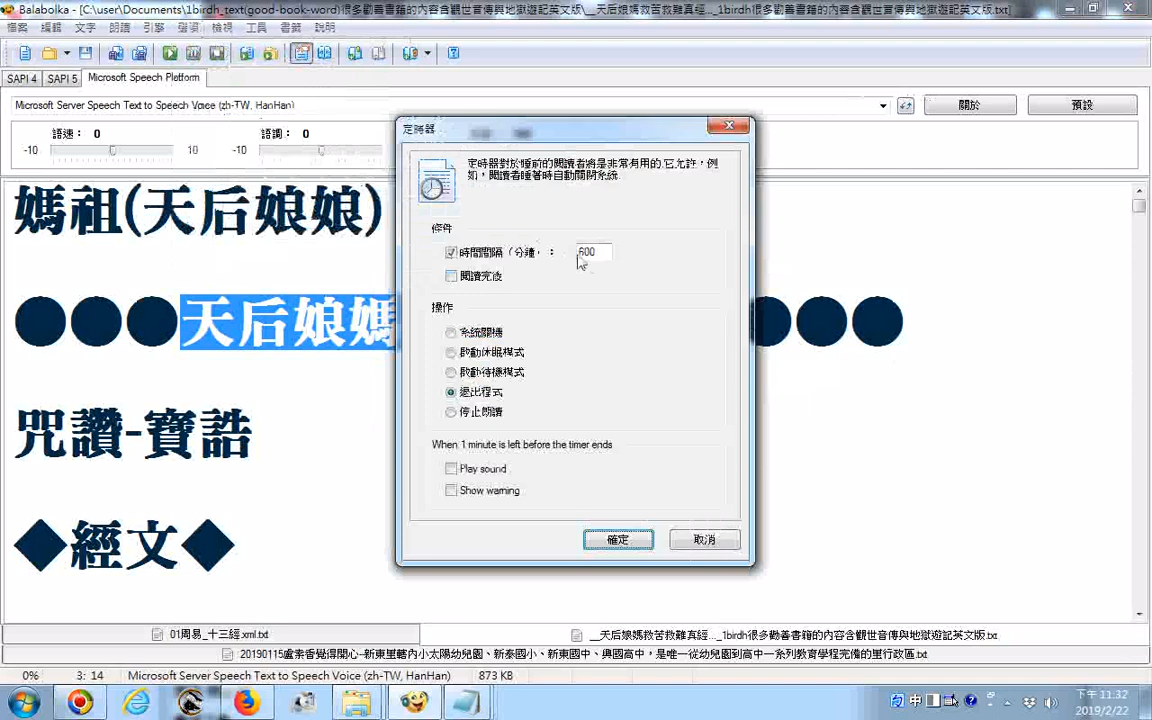 Balabolka - [C:\user\Documents\1birdh_text(good-book-word)很多勸善書籍的內容含觀世音傳與地獄遊記英文版\__天后娘媽救苦救難真經..._1birdh很多勸善書籍的內容含觀世音傳與地獄遊記英文版.txt]
檔案 編輯 文字 朗讀 引擎 聲音 檢視 工具 書籤 說明
SAPI 4 SAPI 5 Microsoft Speech Platform
Microsoft Server Speech Text to Speech Voice (zh-TW, HanHan) 關於 預設
語速： 0 語調： 0
-10 10 -10
定時器
定時器對於睡前的閱讀者將是非常有用的.它允許，例
如，閱讀者睡著時自動關閉系統.
條件
時間間隔（分鐘）： 600
閱讀完後
操作
系統關機
啟動休眠模式
啟動待機模式
退出程式
停止朗讀
When 1 minute is left before the timer ends
Play sound
Show warning
確定 取消
媽祖(天后娘娘)
●●●天后娘媽 ●●●
咒讚-寶誥
◆經文◆
01周易_十三經.xml.txt __天后娘媽救苦救難真經..._1birdh很多勸善書籍的內容含觀世音傳與地獄遊記英文版.txt
20190115盧素香覺得開心-新東里轄內小太陽幼兒園、新泰國小、新東國中、興國高中，是唯一從幼兒園到高中一系列教育學程完備的里行政區.txt
0% 3: 14 Microsoft Server Speech Text to Speech Voice (zh-TW, HanHan) 873 KB
中 下午 11:32
2019/2/22